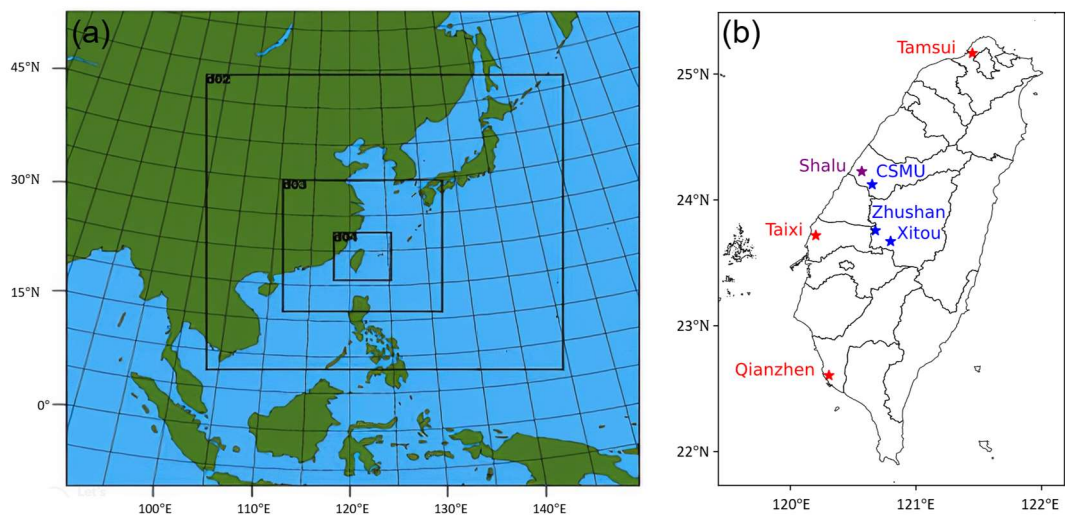 (a)
45°N
30°N
15°N
0°
100°E 110°E 120°E 130°E 140°E
d02
d03
d04
(b)
25°N
24°N
23°N
22°N
120°E 121°E 122°E
Tamsui
Shalu
CSMU
Zhushan
Taixi
Xitou
Qianzhen